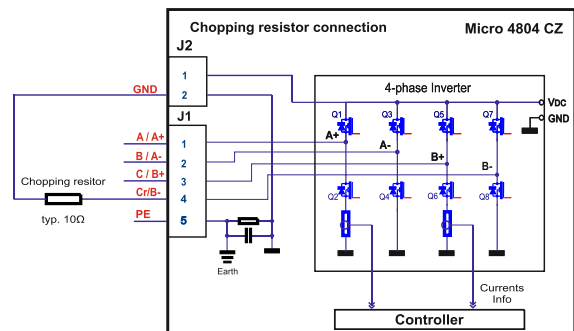 Chopping resistor connection
Micro 4804 CZ
J2
1
2
GND
J1
A / A+
1
B / A-
2
C / B+
3
Cr/B-
4
PE
5
Chopping resitor
typ. 10Ω
Earth
4-phase Inverter
VDC
GND
Q1
Q3
Q5
Q7
A+
A-
B+
B-
Q2
Q4
Q6
Q8
Currents
Info
Controller